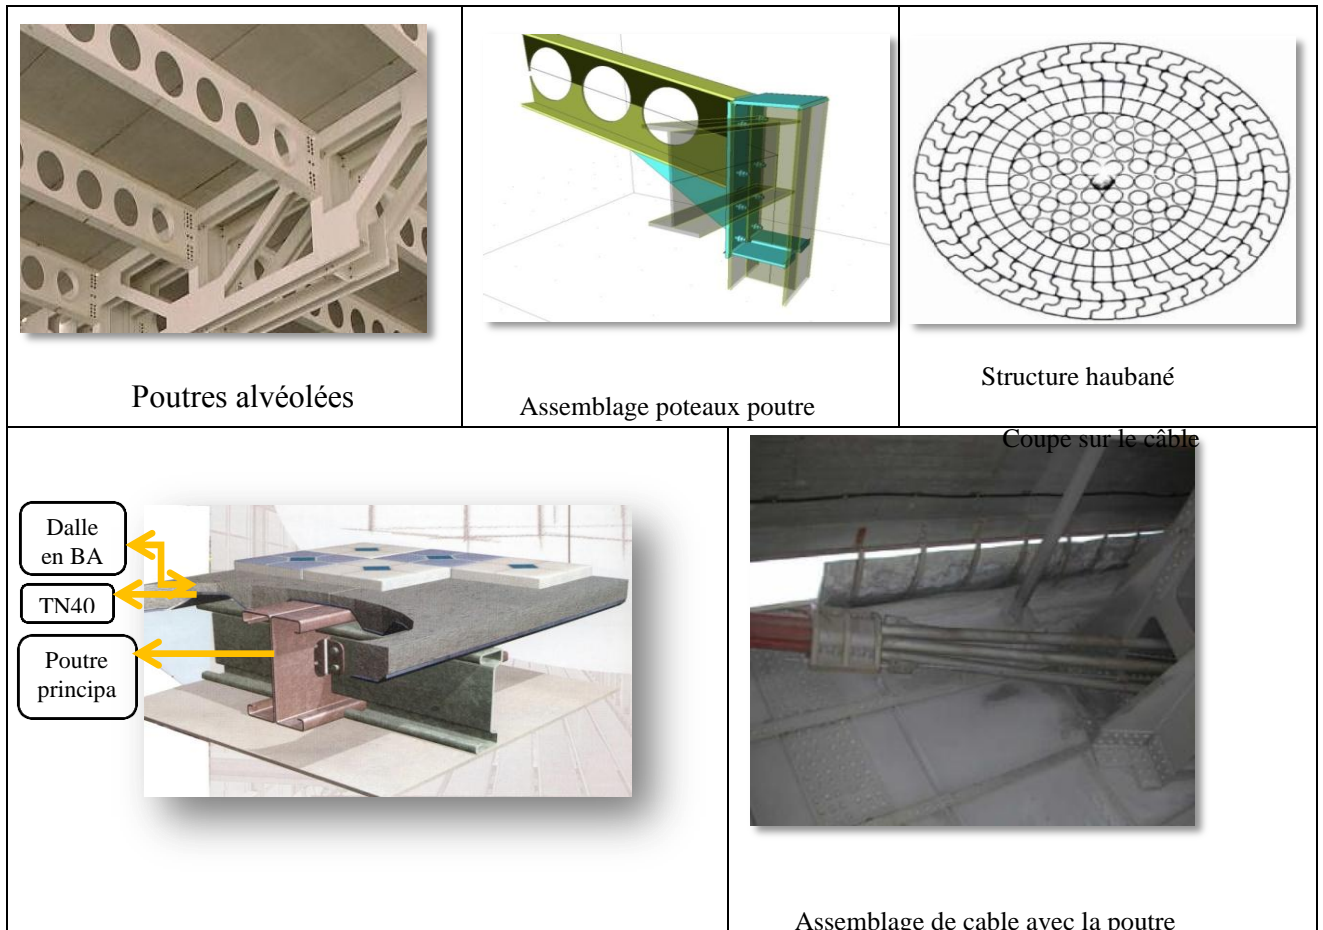 Poutres alvéolées
Assemblage poteaux poutre
Structure haubané
Coupe sur le câble
Dalle
en BA
TN40
Poutre
principa
Assemblage de cable avec la poutre